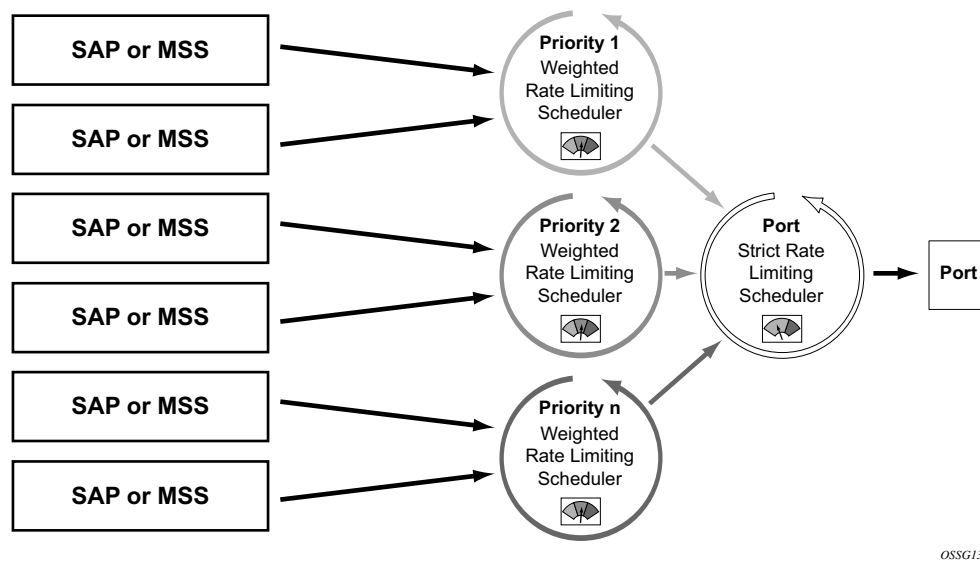 SAP or MSS
SAP or MSS
SAP or MSS
SAP or MSS
SAP or MSS
SAP or MSS
Priority 1
Weighted
Rate Limiting
Scheduler
Priority 2
Weighted
Rate Limiting
Scheduler
Priority n
Weighted
Rate Limiting
Scheduler
Port
Strict Rate
Limiting
Scheduler
Port